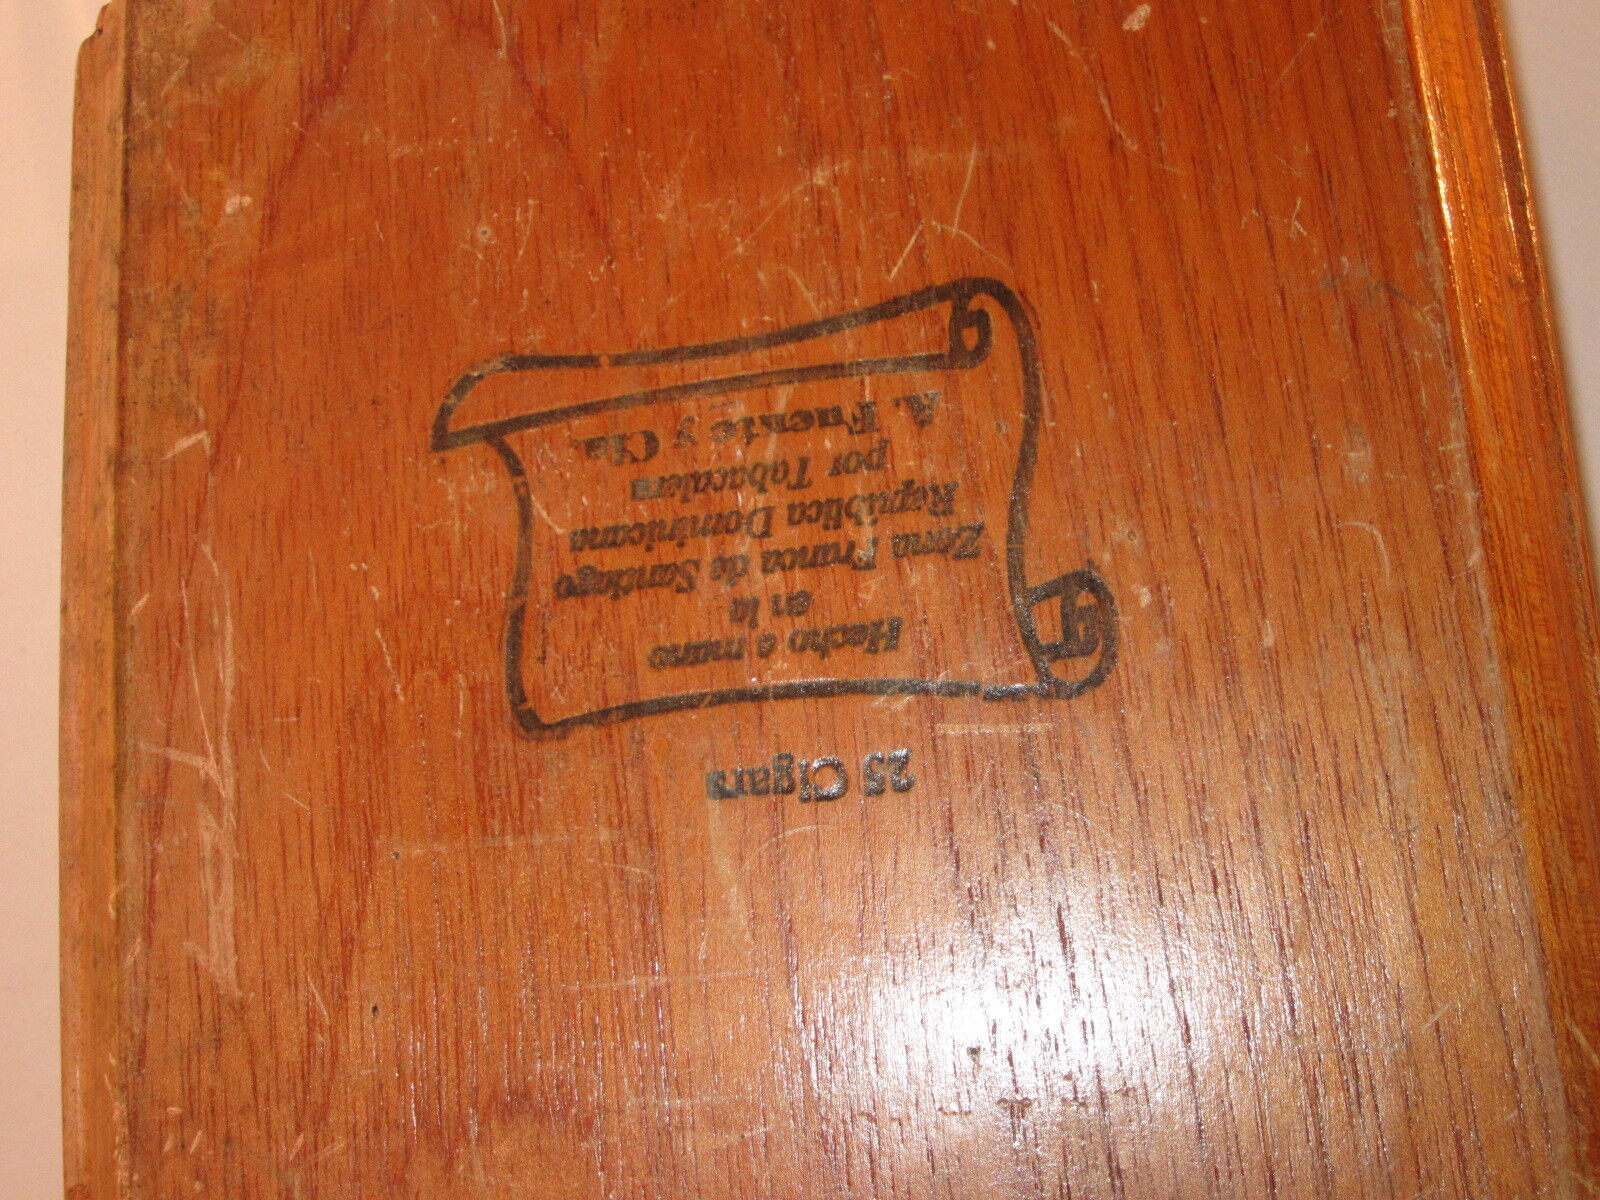 25 Cigars
Hecho a mano
en la
Zona Franca de Santiago
República Dominicana
por Tabacalera
A. Fuente y Cia.